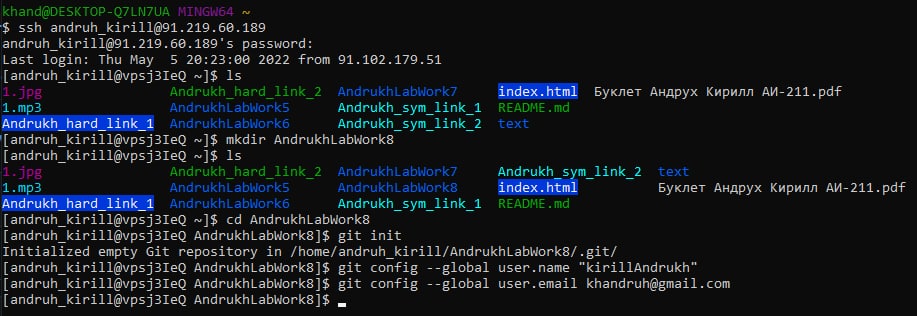 khand@DESKTOP-Q7LN7UA MINGW64 ~
$ ssh andruh_kirill@91.219.60.189
andruh_kirill@91.219.60.189's password:
Last login: Thu May  5 20:23:00 2022 from 91.102.179.51
[andruh_kirill@vpsj3IeQ ~]$ ls
1.jpg Andrukh_hard_link_2 AndrukhLabWork7 index.html Буклет Андрух Кирилл АИ-211.pdf
1.mp3 AndrukhLabWork5 Andrukh_sym_link_1 README.md
Andrukh_hard_link_1 AndrukhLabWork6 Andrukh_sym_link_2 text
[andruh_kirill@vpsj3IeQ ~]$ mkdir AndrukhLabWork8
[andruh_kirill@vpsj3IeQ ~]$ ls
1.jpg Andrukh_hard_link_2 AndrukhLabWork7 Andrukh_sym_link_2 text
1.mp3 AndrukhLabWork5 AndrukhLabWork8 index.html Буклет Андрух Кирилл АИ-211.pdf
Andrukh_hard_link_1 AndrukhLabWork6 Andrukh_sym_link_1 README.md
[andruh_kirill@vpsj3IeQ ~]$ cd AndrukhLabWork8
[andruh_kirill@vpsj3IeQ AndrukhLabWork8]$ git init
Initialized empty Git repository in /home/andruh_kirill/AndrukhLabWork8/.git/
[andruh_kirill@vpsj3IeQ AndrukhLabWork8]$ git config --global user.name "kirillAndrukh"
[andruh_kirill@vpsj3IeQ AndrukhLabWork8]$ git config --global user.email khandruh@gmail.com
[andruh_kirill@vpsj3IeQ AndrukhLabWork8]$